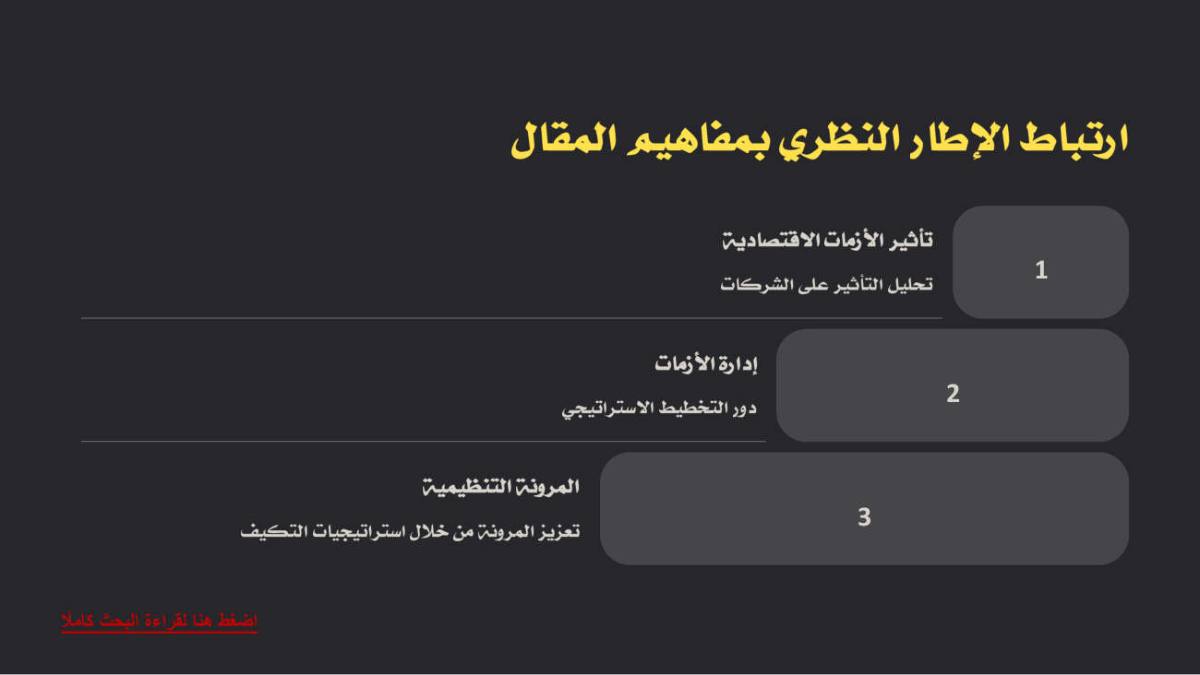 ارتباط الإطار النظري بمفاهيم المقال
1
تأثير الأزمات الاقتصادية
تحليل التأثير على الشركات
2
إدارة الأزمات
دور التخطيط الاستراتيجي
3
المرونة التنظيمية
تعزيز المرونة من خلال استراتيجيات التكيف
اضغط هنا لقراءة البحث كاملًا